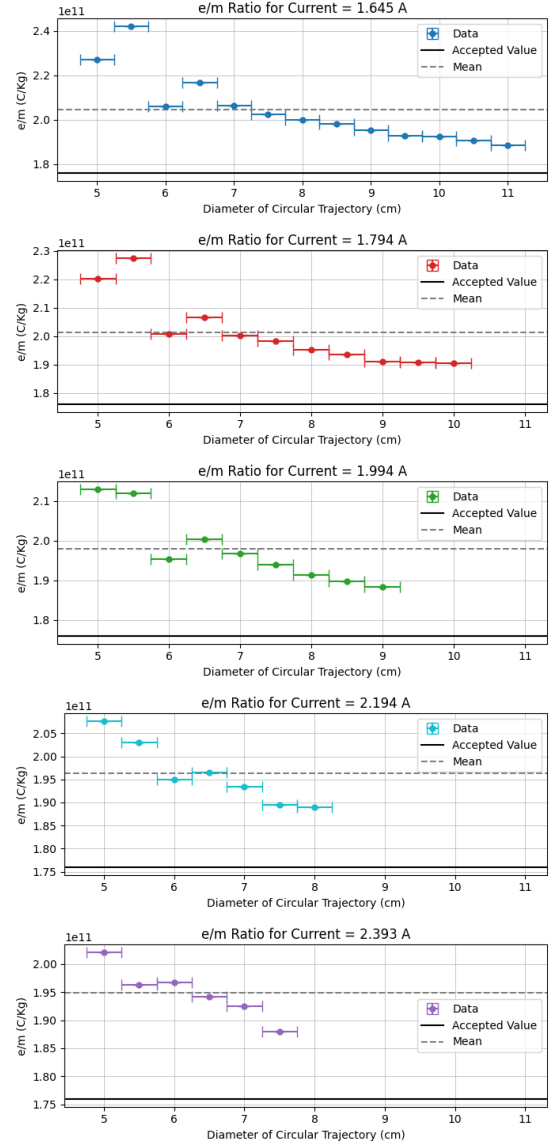 e/m Ratio for Current = 1.645 A
1e11
2.4
2.2
2.0
1.8
e/m (C/Kg)
Data
Accepted Value
Mean
5 6 7 8 9 10 11
Diameter of Circular Trajectory (cm)
e/m Ratio for Current = 1.794 A
1e11
2.3
2.2
2.1
2.0
1.9
1.8
e/m (C/Kg)
Data
Accepted Value
Mean
5 6 7 8 9 10 11
Diameter of Circular Trajectory (cm)
e/m Ratio for Current = 1.994 A
1e11
2.1
2.0
1.9
1.8
e/m (C/Kg)
Data
Accepted Value
Mean
5 6 7 8 9 10 11
Diameter of Circular Trajectory (cm)
e/m Ratio for Current = 2.194 A
1e11
2.05
2.00
1.95
1.90
1.85
1.80
1.75
e/m (C/Kg)
Data
Accepted Value
Mean
5 6 7 8 9 10 11
Diameter of Circular Trajectory (cm)
e/m Ratio for Current = 2.393 A
1e11
2.00
1.95
1.90
1.85
1.80
1.75
e/m (C/Kg)
Data
Accepted Value
Mean
5 6 7 8 9 10 11
Diameter of Circular Trajectory (cm)